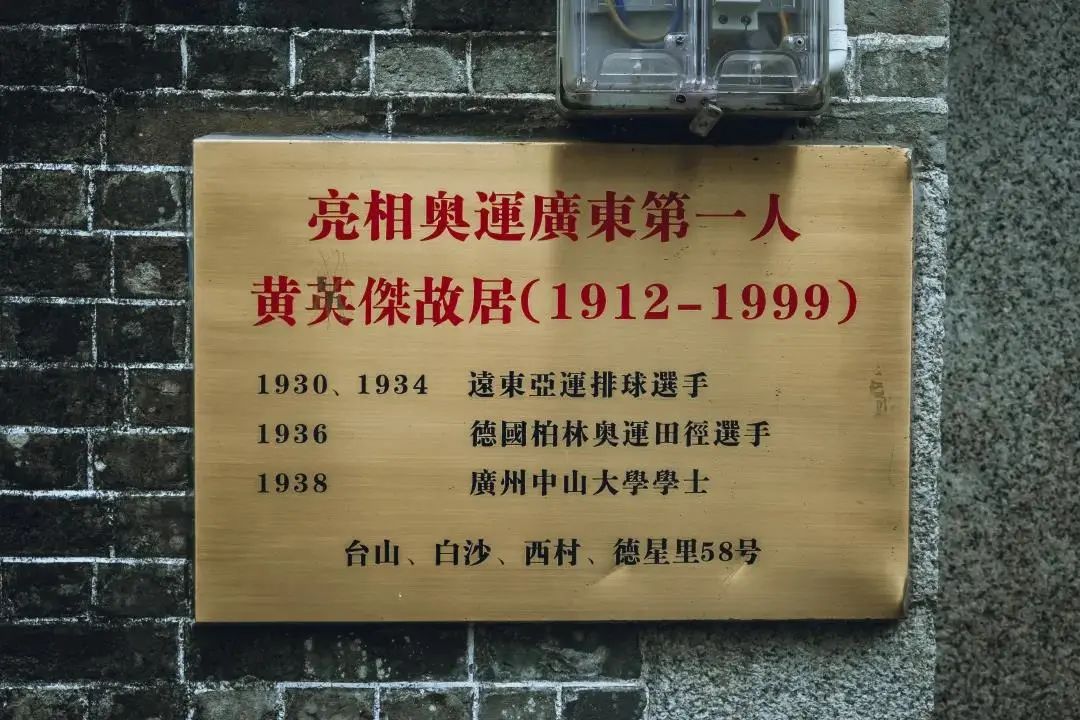 亮相奥運廣東第一人
黄英傑故居(1912-1999)
1930、1934 遠東亞運排球選手
1936 德國柏林奥運田徑選手
1938 廣州中山大學學士
台山、白沙、西村、德星里58号